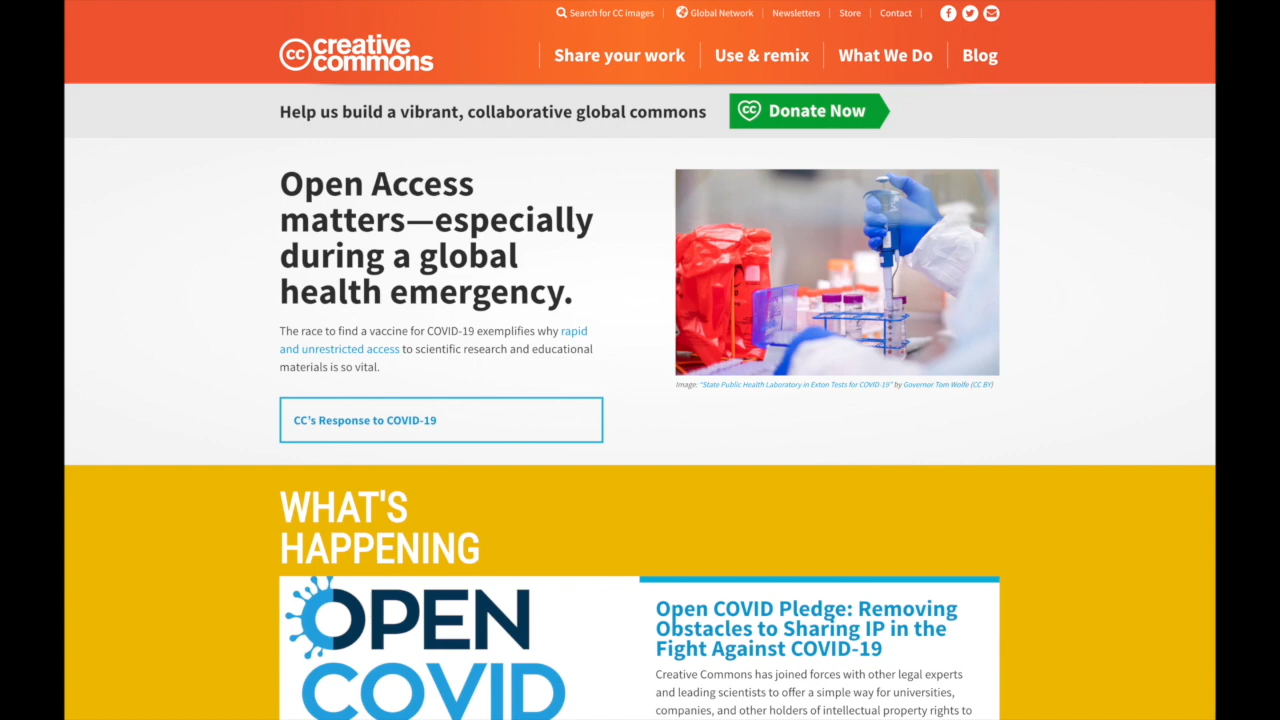 Search for CC images
Global Network
Newsletters
Store
Contact
cc creative commons
Share your work
Use & remix
What We Do
Blog
Help us build a vibrant, collaborative global commons
cc Donate Now
Open Access
matters—especially
during a global
health emergency.
The race to find a vaccine for COVID-19 exemplifies why rapid
and unrestricted access to scientific research and educational
materials is so vital.
CC's Response to COVID-19
Image: "State Public Health Laboratory in Exton Tests for COVID-19" by Governor Tom Wolfe (CC BY)
WHAT'S
HAPPENING
OPEN
COVID
Open COVID Pledge: Removing
Obstacles to Sharing IP in the
Fight Against COVID-19
Creative Commons has joined forces with other legal experts
and leading scientists to offer a simple way for universities,
companies, and other holders of intellectual property rights to